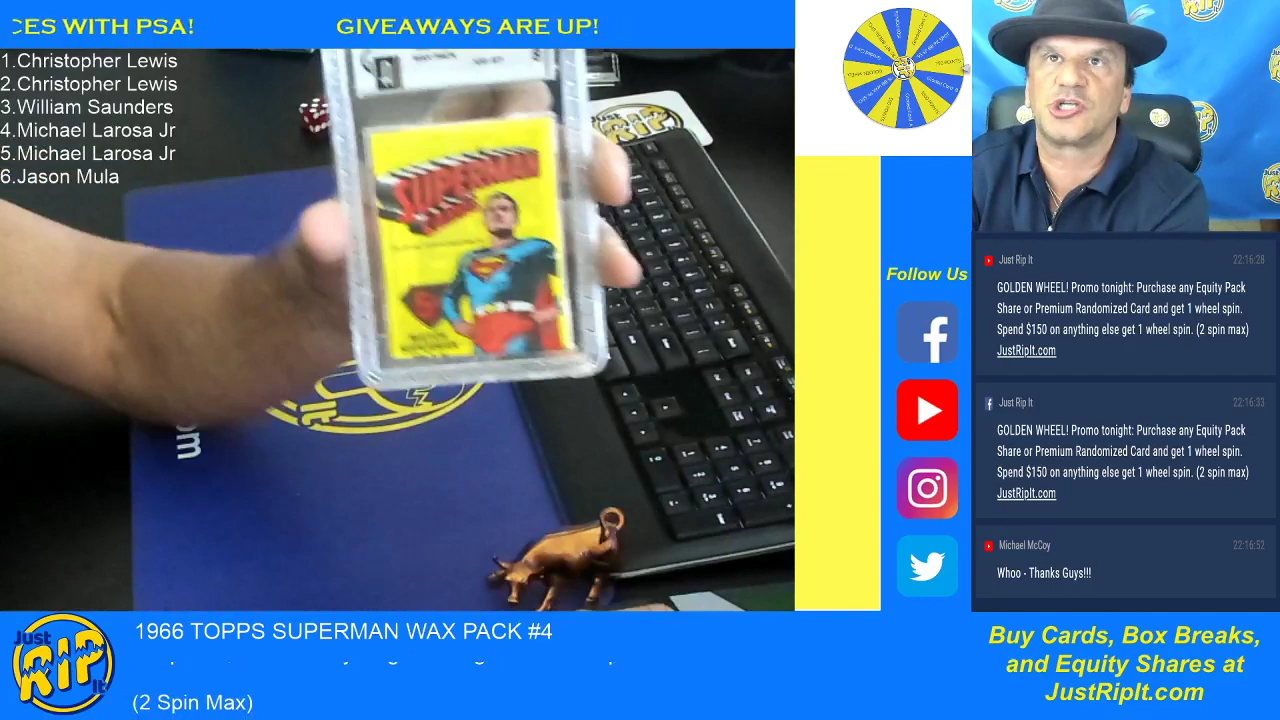 CES WITH PSA!
GIVEAWAYS ARE UP!
1.Christopher Lewis
2.Christopher Lewis
3.William Saunders
4.Michael Larosa Jr
5.Michael Larosa Jr
6.Jason Mula
SUPERMAN
Just
RIP
Follow Us
Just Rip It 22:16:28
GOLDEN WHEEL! Promo tonight: Purchase any Equity Pack
Share or Premium Randomized Card and get 1 wheel spin.
Spend $150 on anything else get 1 wheel spin. (2 spin max)
JustRipIt.com
Just Rip It 22:16:33
GOLDEN WHEEL! Promo tonight: Purchase any Equity Pack
Share or Premium Randomized Card and get 1 wheel spin.
Spend $150 on anything else get 1 wheel spin. (2 spin max)
JustRipIt.com
Michael McCoy 22:16:52
Whoo - Thanks Guys!!!
om
Just
RIP
It
1966 TOPPS SUPERMAN WAX PACK #4
(2 Spin Max)
Buy Cards, Box Breaks,
and Equity Shares at
JustRipIt.com